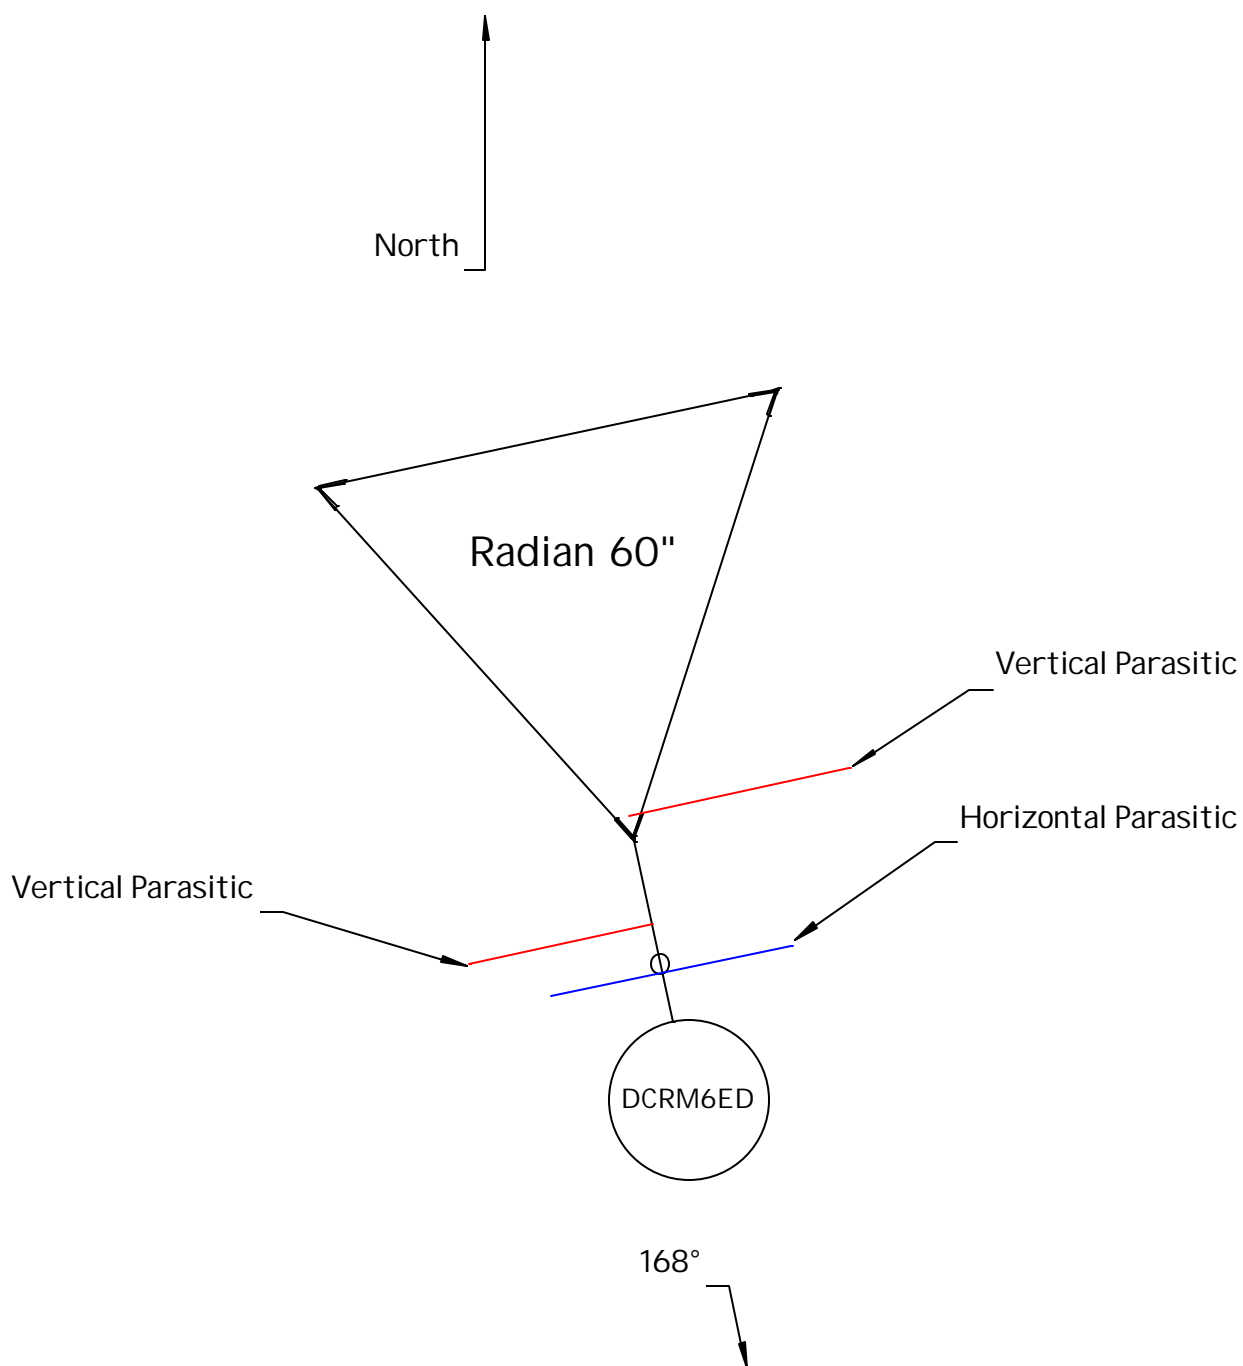 North
Radian 60"
Vertical Parasitic
Horizontal Parasitic
Vertical Parasitic
DCRM6ED
168°